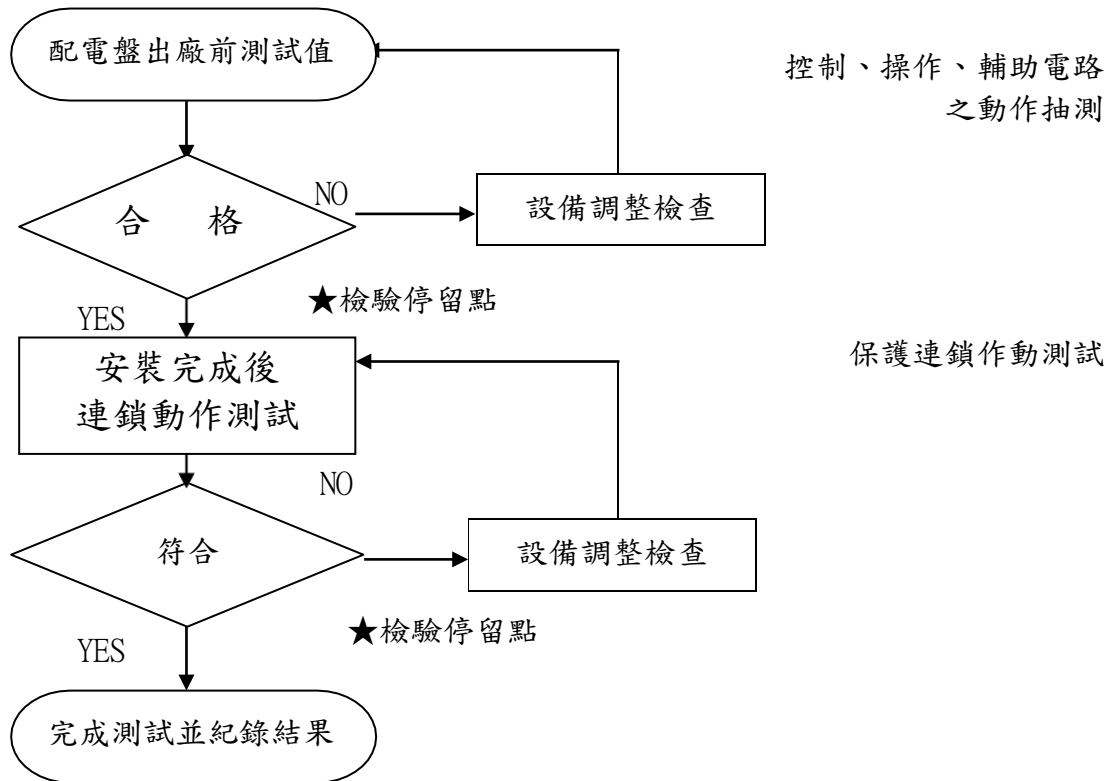 配電盤出廠前測試值
控制、操作、輔助電路
之動作抽測
合 格
NO
設備調整檢查
★檢驗停留點
YES
安裝完成後
連鎖動作測試
保護連鎖作動測試
NO
符合
設備調整檢查
★檢驗停留點
YES
完成測試並紀錄結果